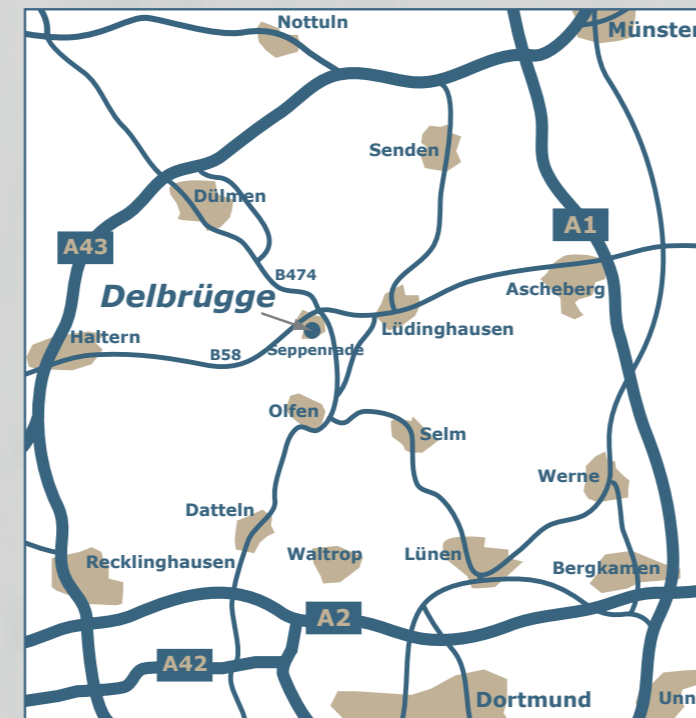 Nottuln
Münster
Senden
Dülmen
A1
A43
B474
Ascheberg
Delbrügge
Lüdinghausen
Haltern
Seppenrade
B58
Olfen
Selm
Werne
Datteln
Recklinghausen
Waltrop
Lünen
Bergkamen
A2
A42
Dortmund
Unn